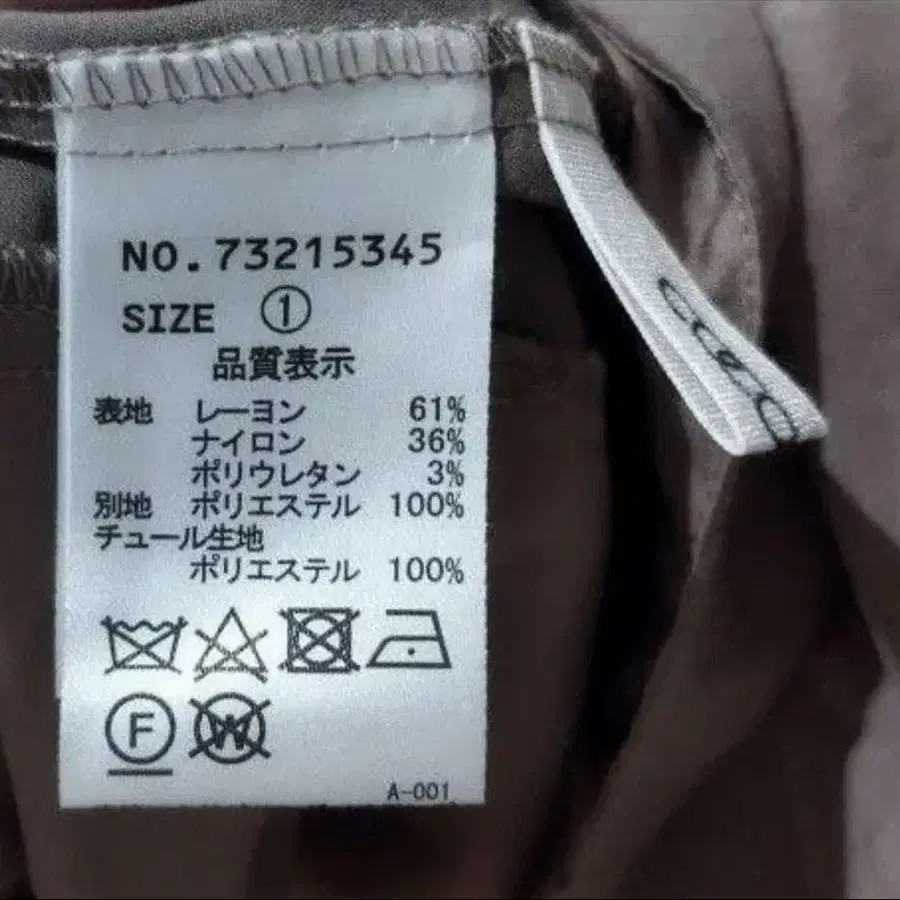 NO.73215345
SIZE ①
品質表示
表地 レーヨン 61%
ナイロン 36%
ポリウレタン 3%
別地 ポリエステル 100%
チュール生地
ポリエステル 100%
F W
A-001